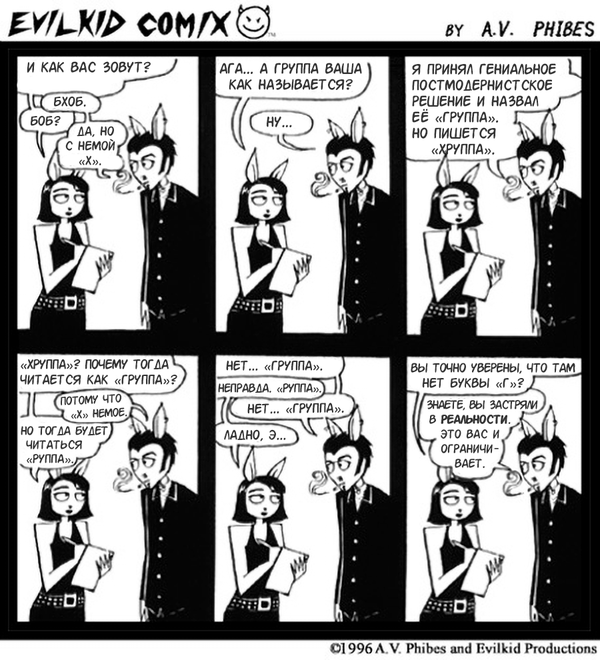 EVILKID COMIX
TM
BY A.V. PHIBES
И КАК ВАС ЗОВУТ?
БХОБ.
БОБ?
ДА, НО
С НЕМОЙ
«Х».
АГА... А ГРУППА ВАША
КАК НАЗЫВАЕТСЯ?
НУ...
Я ПРИНЯЛ ГЕНИАЛЬНОЕ
ПОСТМОДЕРНИСТСКОЕ
РЕШЕНИЕ И НАЗВАЛ
ЕЁ «ГРУППА».
НО ПИШЕТСЯ
«ХРУППА».
«ХРУППА»? ПОЧЕМУ ТОГДА
ЧИТАЕТСЯ КАК «ГРУППА»?
ПОТОМУ ЧТО
«Х» НЕМОЕ.
НО ТОГДА БУДЕТ
ЧИТАТЬСЯ
«РУППА».
НЕТ... «ГРУППА».
НЕПРАВДА. «РУППА».
НЕТ... «ГРУППА».
ЛАДНО, Э...
ВЫ ТОЧНО УВЕРЕНЫ, ЧТО ТАМ
НЕТ БУКВЫ «Г»?
ЗНАЕТЕ, ВЫ ЗАСТРЯЛИ
В РЕАЛЬНОСТИ.
ЭТО ВАС И
ОГРАНИЧИ-
ВАЕТ.
©1996 A.V. Phibes and Evilkid Productions